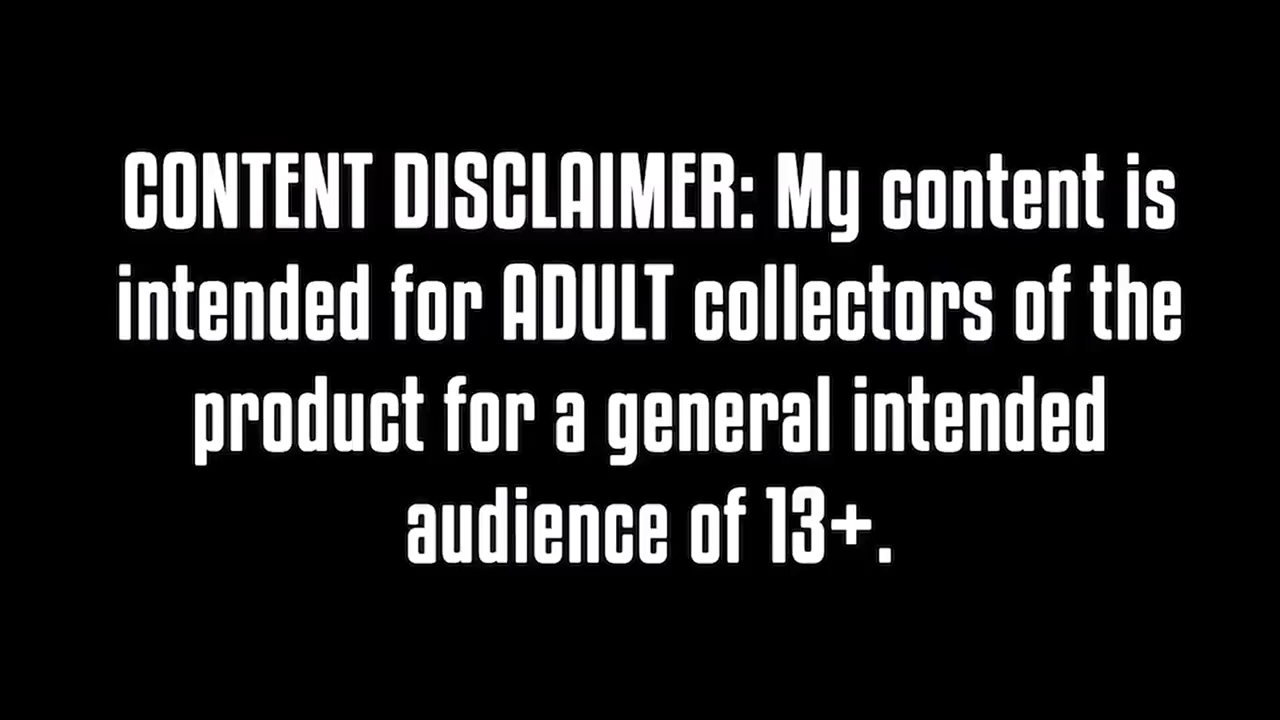 CONTENT DISCLAIMER: My content is
intended for ADULT collectors of the
product for a general intended
audience of 13+.